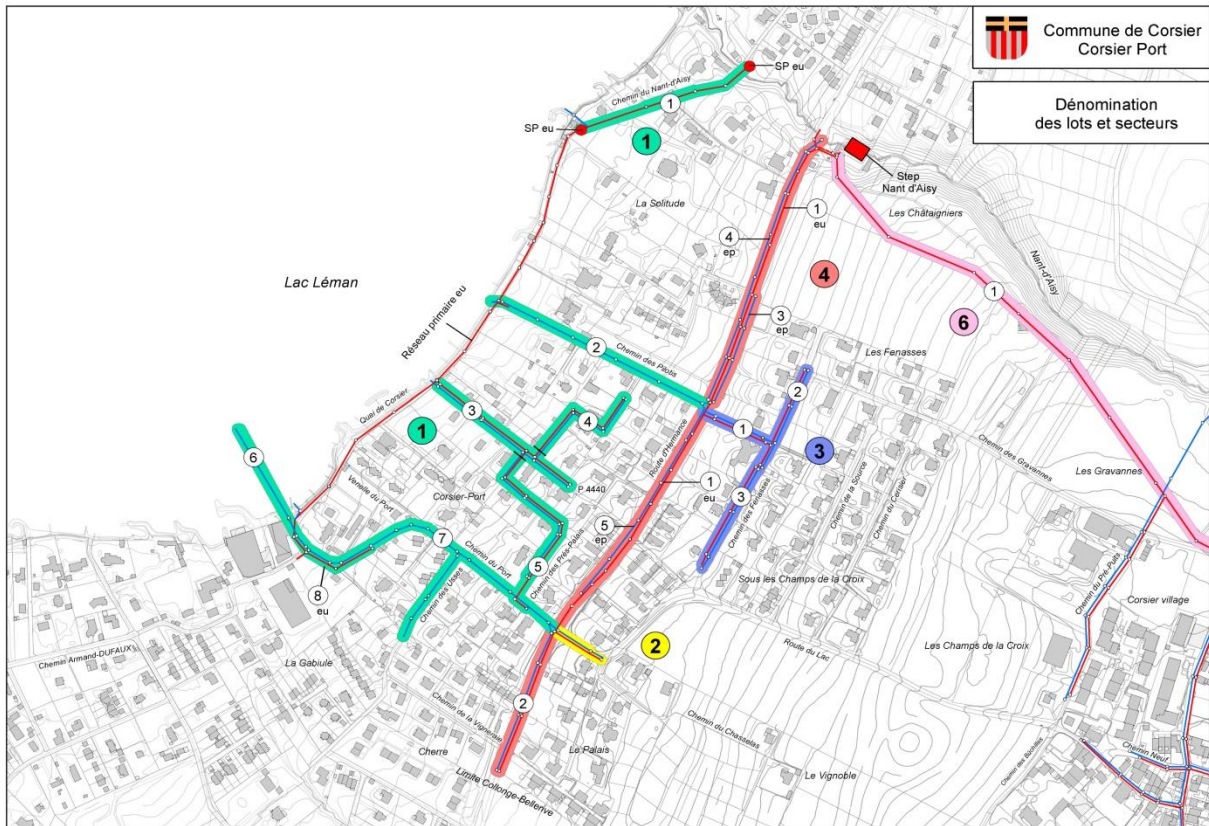 Commune de Corsier
Corsier Port
Dénomination
des lots et secteurs
SP eu
Chemin du Nant-d'Aisy
1
SP eu
1
Step
Nant d'Aisy
La Solitude
1
eu
Les Châtaigniers
4
ep
4
Nant-d'Aisy
Lac Léman
1
3
ep
6
Réseau primaire eu
2
Chemin des Pilotis
Les Fenasses
2
Quai de Corsier
3
4
1
Route d'Hermance
1
3
Chemin des Gravannes
Les Gravannes
6
P 4440
1
eu
3
Chemin de la Source
Venelle du Port
Corsier-Port
Chemin du Corsier
5
ep
Chemin des Fenasses
7
Chemin du Port
5
Chemin des Prés-Palais
Sous les Champs de la Croix
Chemin du Pré-Puits
8
eu
Chemin des Usses
Corsier village
2
Route du Lac
Les Champs de la Croix
Chemin Armand-DUFAUX
La Gabiule
2
Chemin de la Vigneraie
Chemin du Chasselas
Cherre
Le Palais
Limite Collonge-Bellerive
Le Vignoble
Chemin Neuf